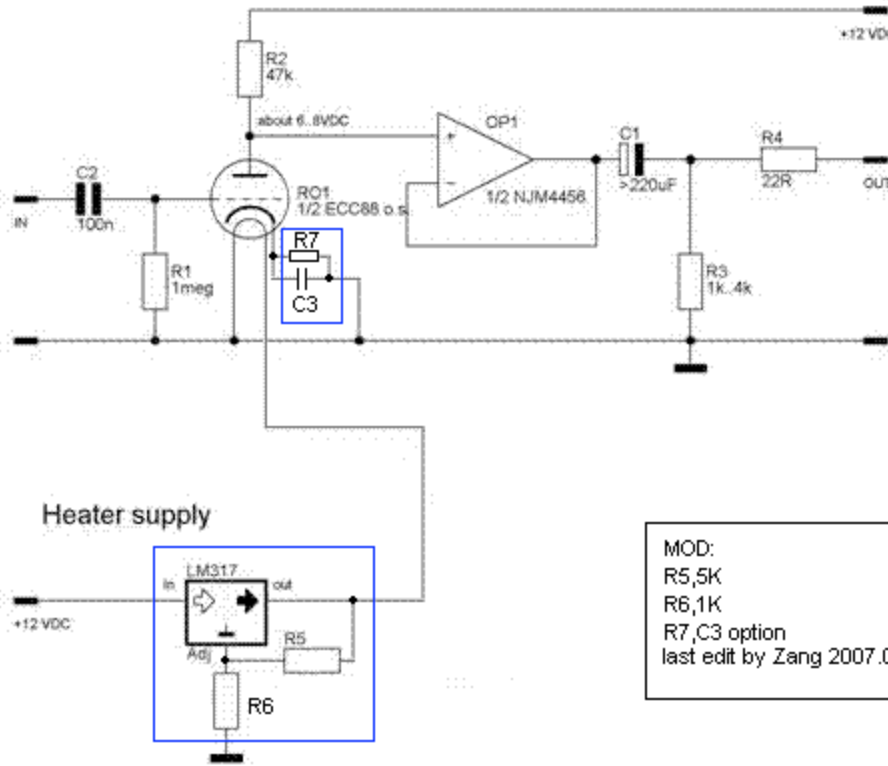 +12 VD
R2
47k
about 6..8VDC
OP1
C1
R4
C2
RO1
1/2 ECC88 o.s
1/2 NJM4456
>220uF
22R
OUT
IN
100n
R7
R1
1meg
C3
R3
1k..4k
Heater supply
LM317
In
out
+12 VDC
Adj
R5
R6
MOD:
R5,5K
R6,1K
R7,C3 option
last edit by Zang 2007.0